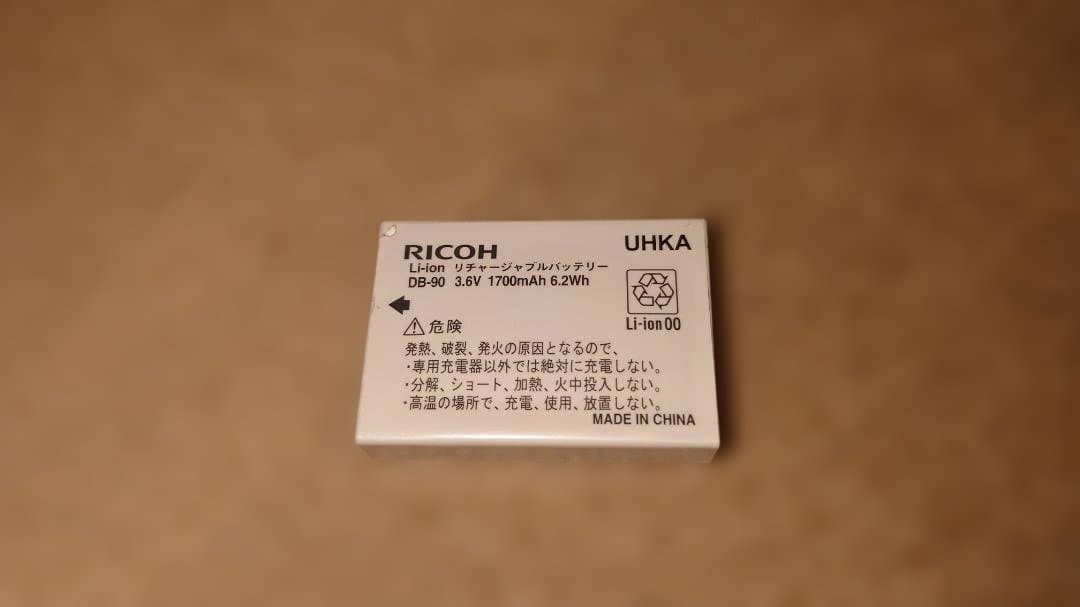 RICOH
UHKA
Li-ion リチャージャブルバッテリー
DB-90 3.6V 1700mAh 6.2Wh
Li-ion 00
危険
発熱、破裂、発火の原因となるので、
・専用充電器以外では絶対に充電しない。
・分解、ショート、加熱、火中投入しない。
・高温の場所で、充電、使用、放置しない。
MADE IN CHINA